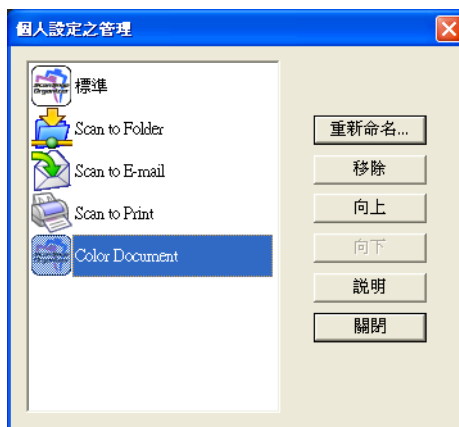 個人設定之管理
標準
Scan to Folder
Scan to E-mail
Scan to Print
Color Document
重新命名...
移除
向上
向下
説明
關閉